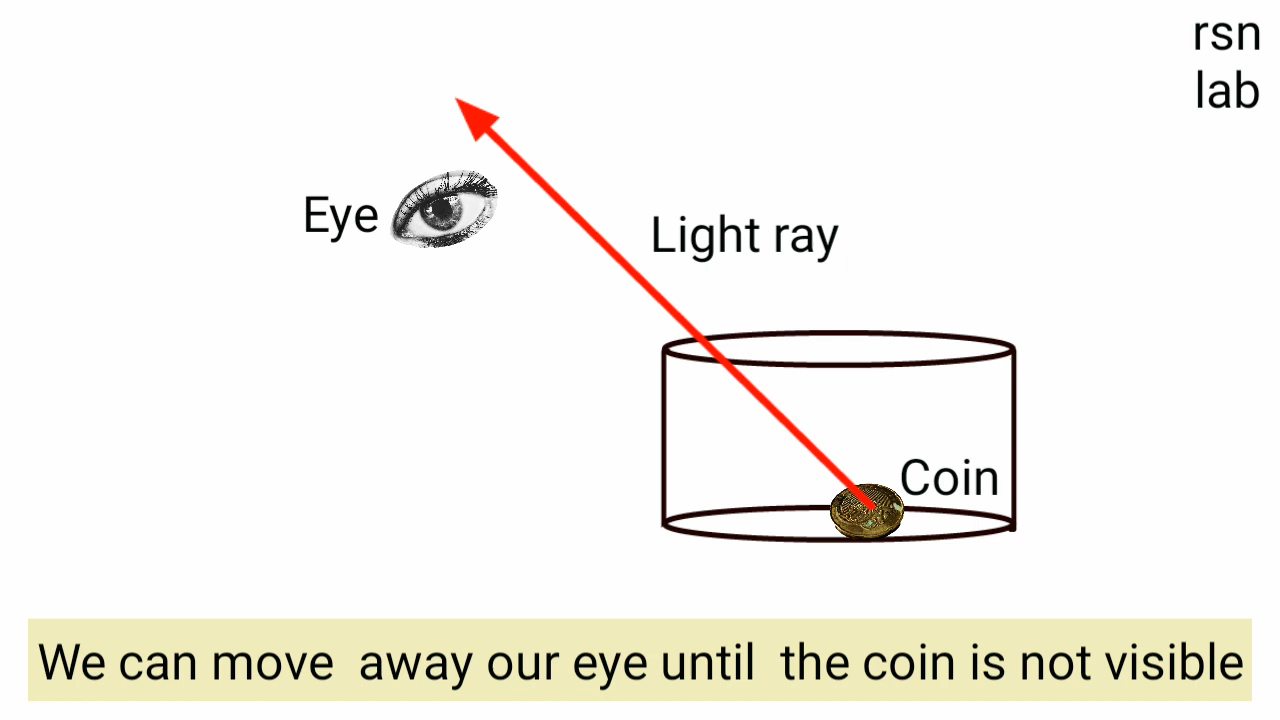 rsn
lab
Eye
Light ray
Coin
We can move away our eye until the coin is not visible